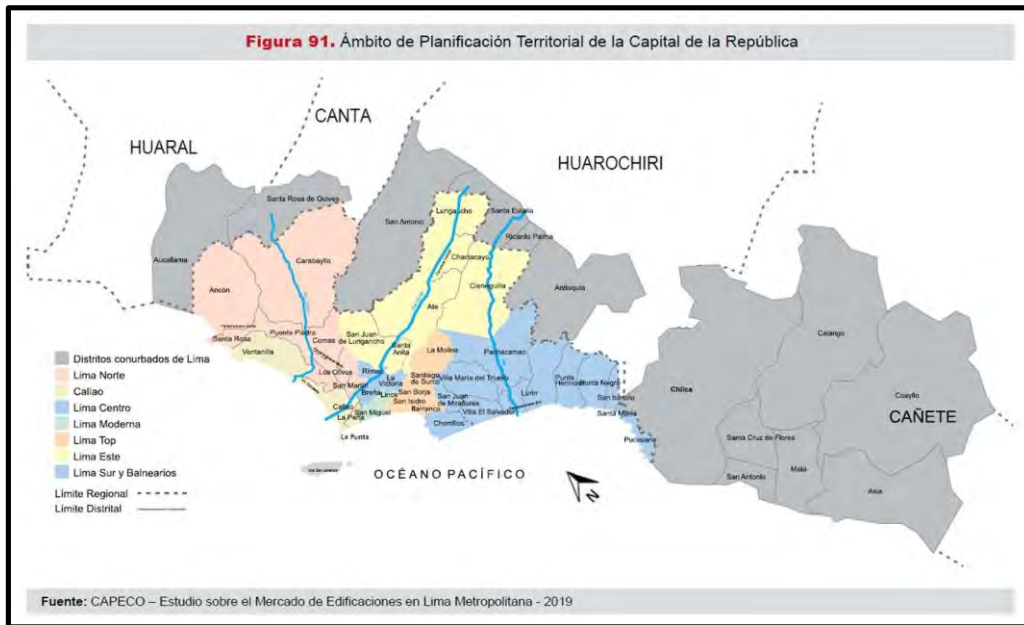 Figura 91. Ámbito de Planificación Territorial de la Capital de la República
CANTA
HUARAL
HUAROCHIRI
Santa Rosa de Quives
Lurigancho
Santa Eulalia
San Antonio
Ricardo Palma
Aucallama
Carabayllo
Chaclacayo
Cieneguilla
Ancón
Antioquia
Ate
Puente Piedra
Santa Rosa
Comas
San Juan
de Lurigancho
Calango
Ventanilla
Santa
Anita
La Molina
Pachacamac
Los Olivos
Rímac
San Martín
La
Victoria
Santiago
de Surco
Villa María del Triunfo
Punta
Hermosa
Punta Negra
Chilca
Coayllo
Breña
Lince
San Borja
San Juan
de Miraflores
Lurín
San Bartolo
CAÑETE
Callao
San Isidro
La Perla
San Miguel
Barranco
Villa El Salvador
Santa María
Chorrillos
Pucusana
La Punta
Santa Cruz de Flores
Mala
San Antonio
Asia
OCÉANO PACÍFICO
N
Distritos conurbados de Lima
Lima Norte
Callao
Lima Centro
Lima Moderna
Lima Top
Lima Este
Lima Sur y Balnearios
Límite Regional
Límite Distrital
Fuente: CAPECO – Estudio sobre el Mercado de Edificaciones en Lima Metropolitana - 2019